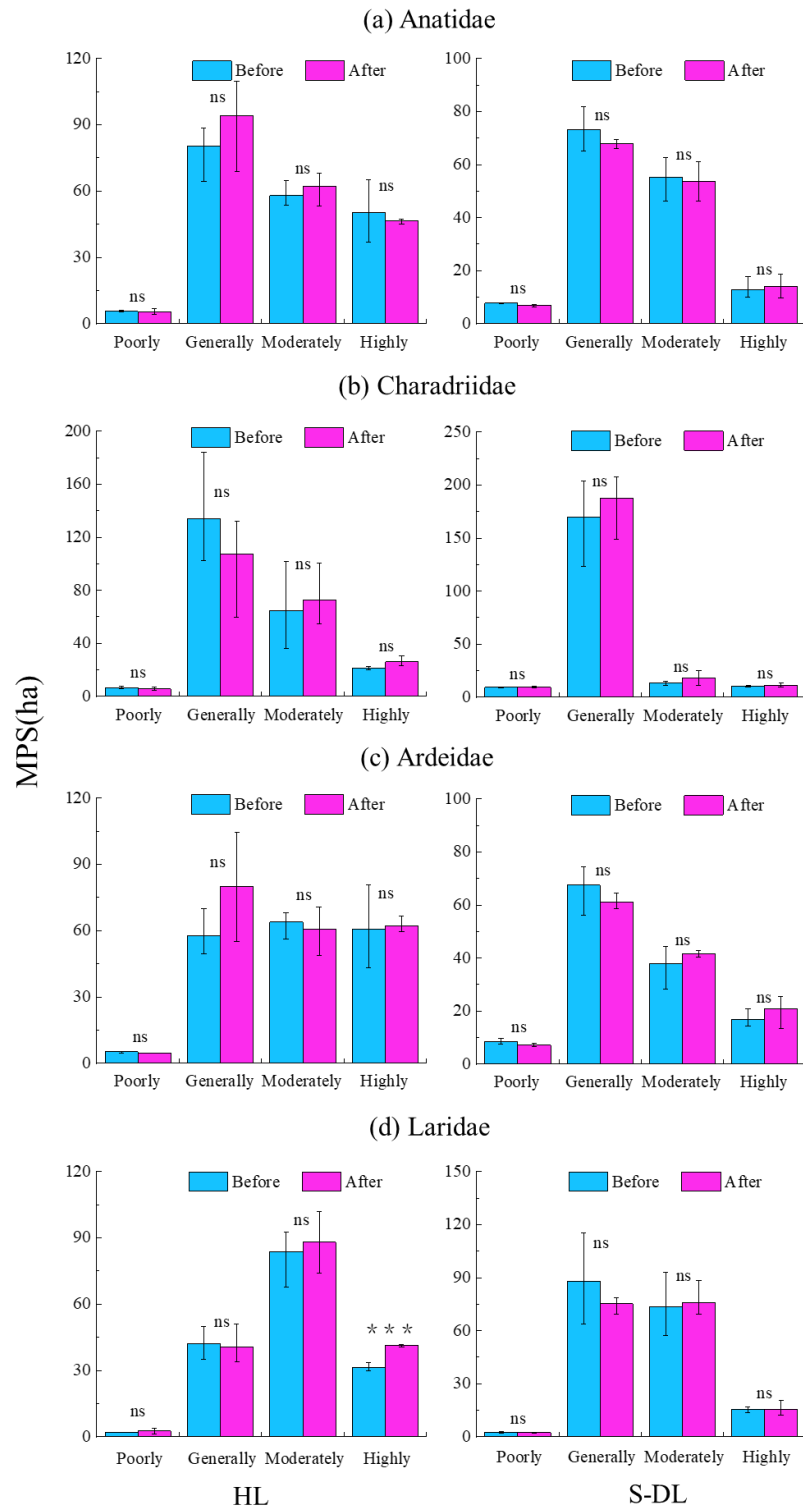 (a) Anatidae
Before After
120
90
60
30
0
ns
ns
ns
ns
Poorly Generally Moderately Highly
Before After
100
80
60
40
20
0
ns
ns
ns
ns
Poorly Generally Moderately Highly
(b) Charadriidae
Before After
200
160
120
80
40
0
ns
ns
ns
ns
Poorly Generally Moderately Highly
Before After
250
200
150
100
50
0
ns
ns
ns
ns
Poorly Generally Moderately Highly
MPS(ha)
(c) Ardeidae
Before After
120
90
60
30
0
ns
ns
ns
ns
Poorly Generally Moderately Highly
Before After
100
80
60
40
20
0
ns
ns
ns
ns
Poorly Generally Moderately Highly
(d) Laridae
Before After
120
90
60
30
0
ns
ns
ns
* * *
Poorly Generally Moderately Highly
Before After
150
120
90
60
30
0
ns
ns
ns
ns
Poorly Generally Moderately Highly
HL
S-DL